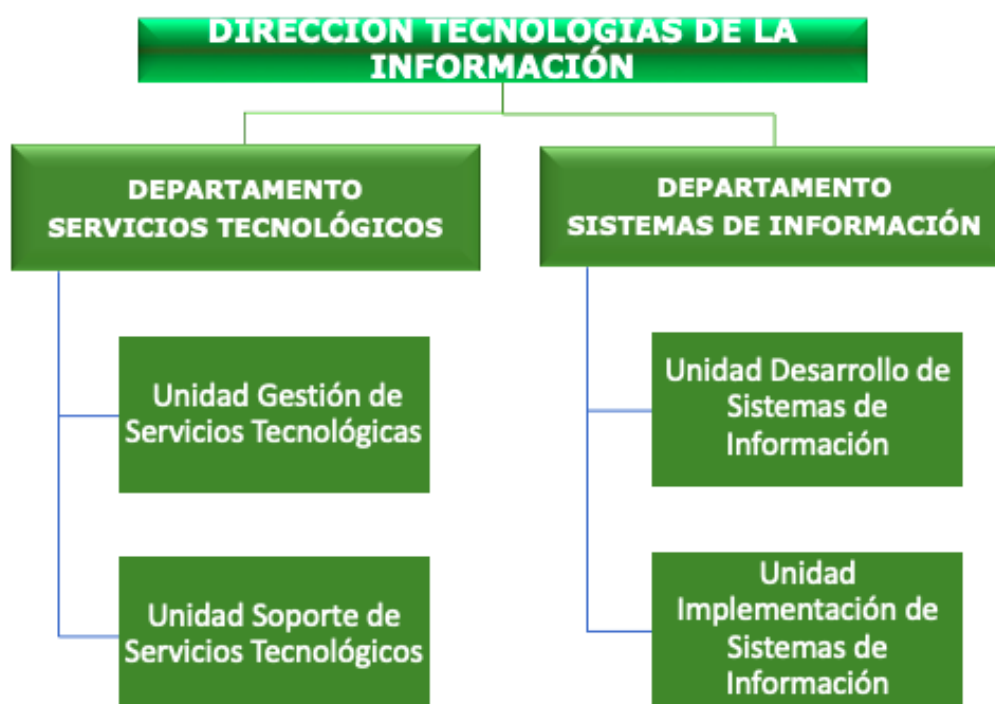 DIRECCION TECNOLOGIAS DE LA
INFORMACIÓN
DEPARTAMENTO
SERVICIOS TECNOLÓGICOS
DEPARTAMENTO
SISTEMAS DE INFORMACIÓN
Unidad Gestión de
Servicios Tecnológicas
Unidad Desarrollo de
Sistemas de
Información
Unidad Soporte de
Servicios Tecnológicos
Unidad
Implementación de
Sistemas de
Información